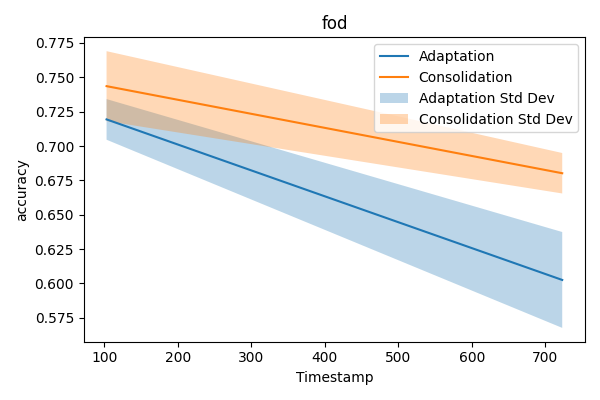 fod
Adaptation
Consolidation
Adaptation Std Dev
Consolidation Std Dev
accuracy
0.775
0.750
0.725
0.700
0.675
0.650
0.625
0.600
0.575
100 200 300 400 500 600 700
Timestamp